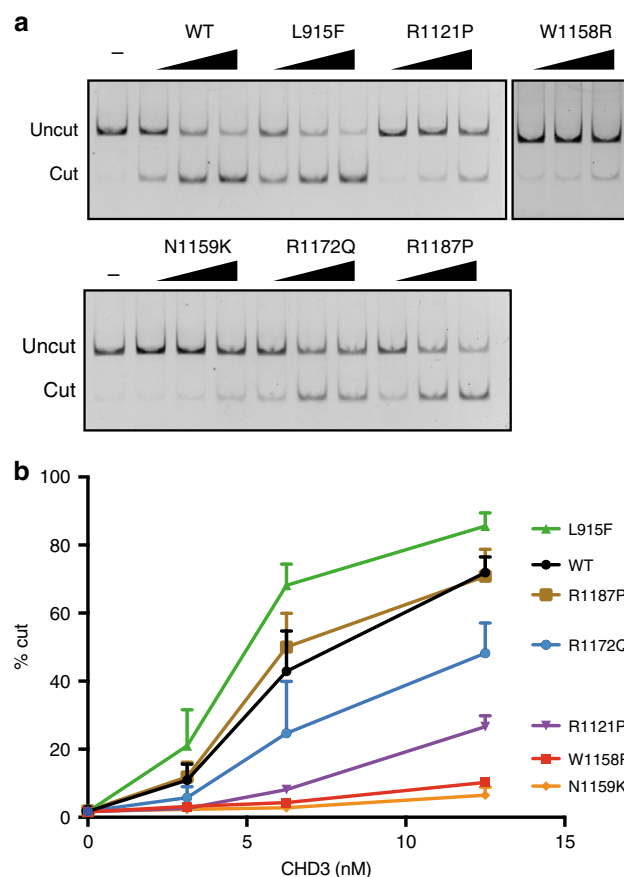 a
WT L915F R1121P W1158R
–
Uncut
Cut
N1159K R1172Q R1187P
–
Uncut
Cut
b
100
80
60
40
20
0
% cut
0 5 10 15
CHD3 (nM)
L915F
WT
R1187P
R1172Q
R1121P
W1158R
N1159K